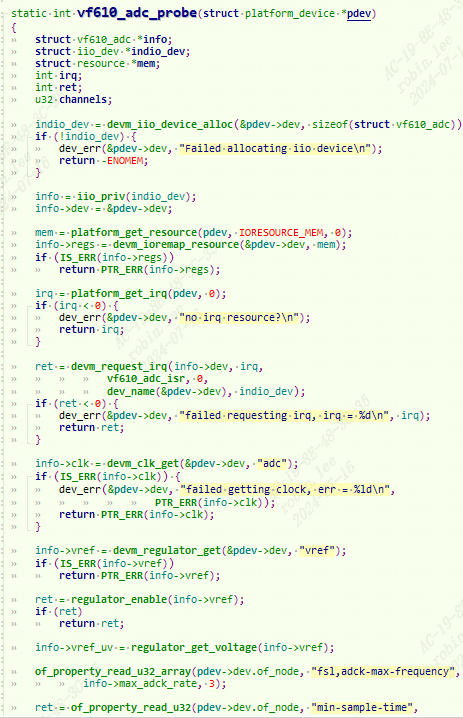 static int vf610_adc_probe(struct platform_device *pdev)
{
struct vf610_adc *info;
struct iio_dev *indio_dev;
struct resource *mem;
int irq;
int ret;
u32 channels;
indio_dev = devm_iio_device_alloc(&pdev->dev, sizeof(struct vf610_adc))
if (!indio_dev) {
dev_err(&pdev->dev, "Failed allocating iio device\n");
return -ENOMEM;
}
info = iio_priv(indio_dev);
info->dev = &pdev->dev;
mem = platform_get_resource(pdev, IORESOURCE_MEM, 0);
info->regs = devm_ioremap_resource(&pdev->dev, mem);
if (IS_ERR(info->regs))
return PTR_ERR(info->regs);
irq = platform_get_irq(pdev, 0);
if (irq < 0) {
dev_err(&pdev->dev, "no irq resource?\n");
return irq;
}
ret = devm_request_irq(info->dev, irq,
vf610_adc_isr, 0,
dev_name(&pdev->dev), indio_dev);
if (ret < 0) {
dev_err(&pdev->dev, "failed requesting irq, irq = %d\n", irq);
return ret;
}
info->clk = devm_clk_get(&pdev->dev, "adc");
if (IS_ERR(info->clk)) {
dev_err(&pdev->dev, "failed getting clock, err = %ld\n",
PTR_ERR(info->clk));
return PTR_ERR(info->clk);
}
info->vref = devm_regulator_get(&pdev->dev, "vref");
if (IS_ERR(info->vref))
return PTR_ERR(info->vref);
ret = regulator_enable(info->vref);
if (ret)
return ret;
info->vref_uv = regulator_get_voltage(info->vref);
of_property_read_u32_array(pdev->dev.of_node, "fsl,adck-max-frequency",
info->max_adck_rate, 3);
ret = of_property_read_u32(pdev->dev.of_node, "min-sample-time",